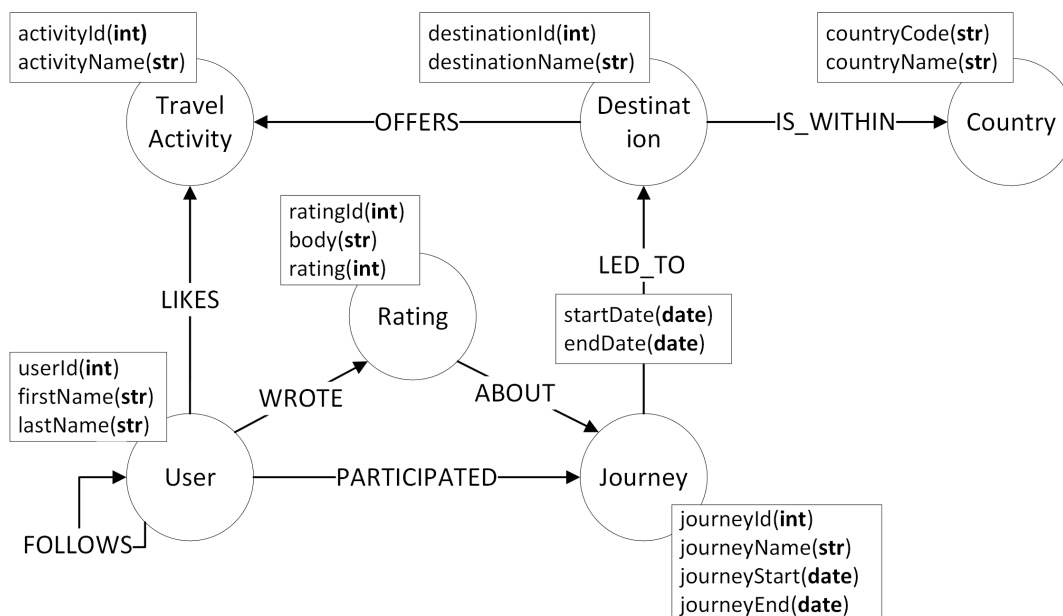 activityId(int)
activityName(str)
Travel
Activity
OFFERS
destinationId(int)
destinationName(str)
Destinat
ion
IS_WITHIN
countryCode(str)
countryName(str)
Country
LIKES
ratingId(int)
body(str)
rating(int)
Rating
LED_TO
startDate(date)
endDate(date)
userId(int)
firstName(str)
lastName(str)
User
WROTE
ABOUT
PARTICIPATED
Journey
FOLLOWS
journeyId(int)
journeyName(str)
journeyStart(date)
journeyEnd(date)